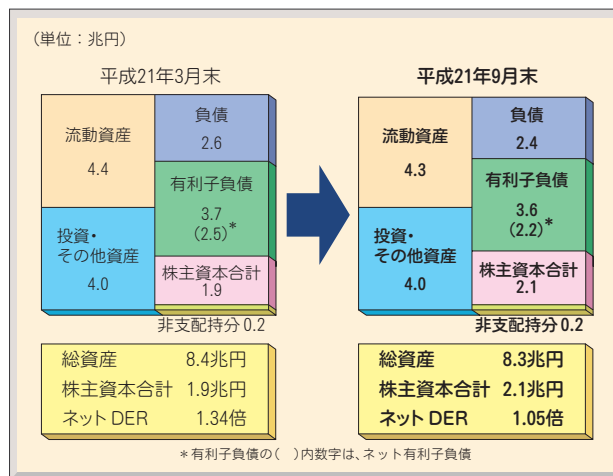 (単位：兆円)
平成21年3月末
流動資産
4.4
投資・
その他資産
4.0
負債
2.6
有利子負債
3.7
(2.5)*
株主資本合計
1.9
非支配持分 0.2
総資産 8.4兆円
株主資本合計 1.9兆円
ネット DER 1.34倍
平成21年9月末
流動資産
4.3
投資・
その他資産
4.0
負債
2.4
有利子負債
3.6
(2.2)*
株主資本合計
2.1
非支配持分 0.2
総資産 8.3兆円
株主資本合計 2.1兆円
ネット DER 1.05倍
＊有利子負債の( )内数字は、ネット有利子負債